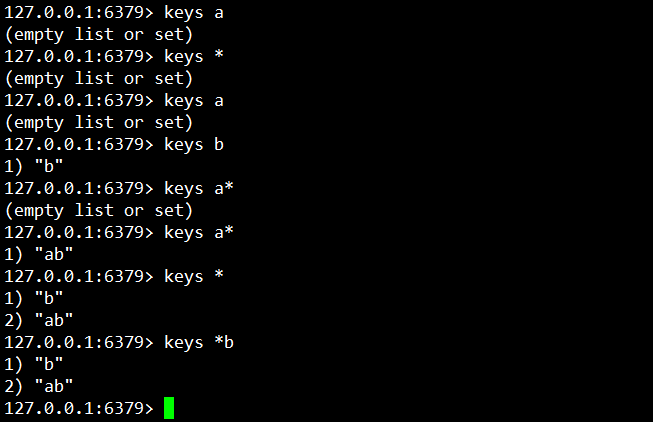 127.0.0.1:6379> keys a
(empty list or set)
127.0.0.1:6379> keys *
(empty list or set)
127.0.0.1:6379> keys a
(empty list or set)
127.0.0.1:6379> keys b
1) "b"
127.0.0.1:6379> keys a*
(empty list or set)
127.0.0.1:6379> keys a*
1) "ab"
127.0.0.1:6379> keys *
1) "b"
2) "ab"
127.0.0.1:6379> keys *b
1) "b"
2) "ab"
127.0.0.1:6379>